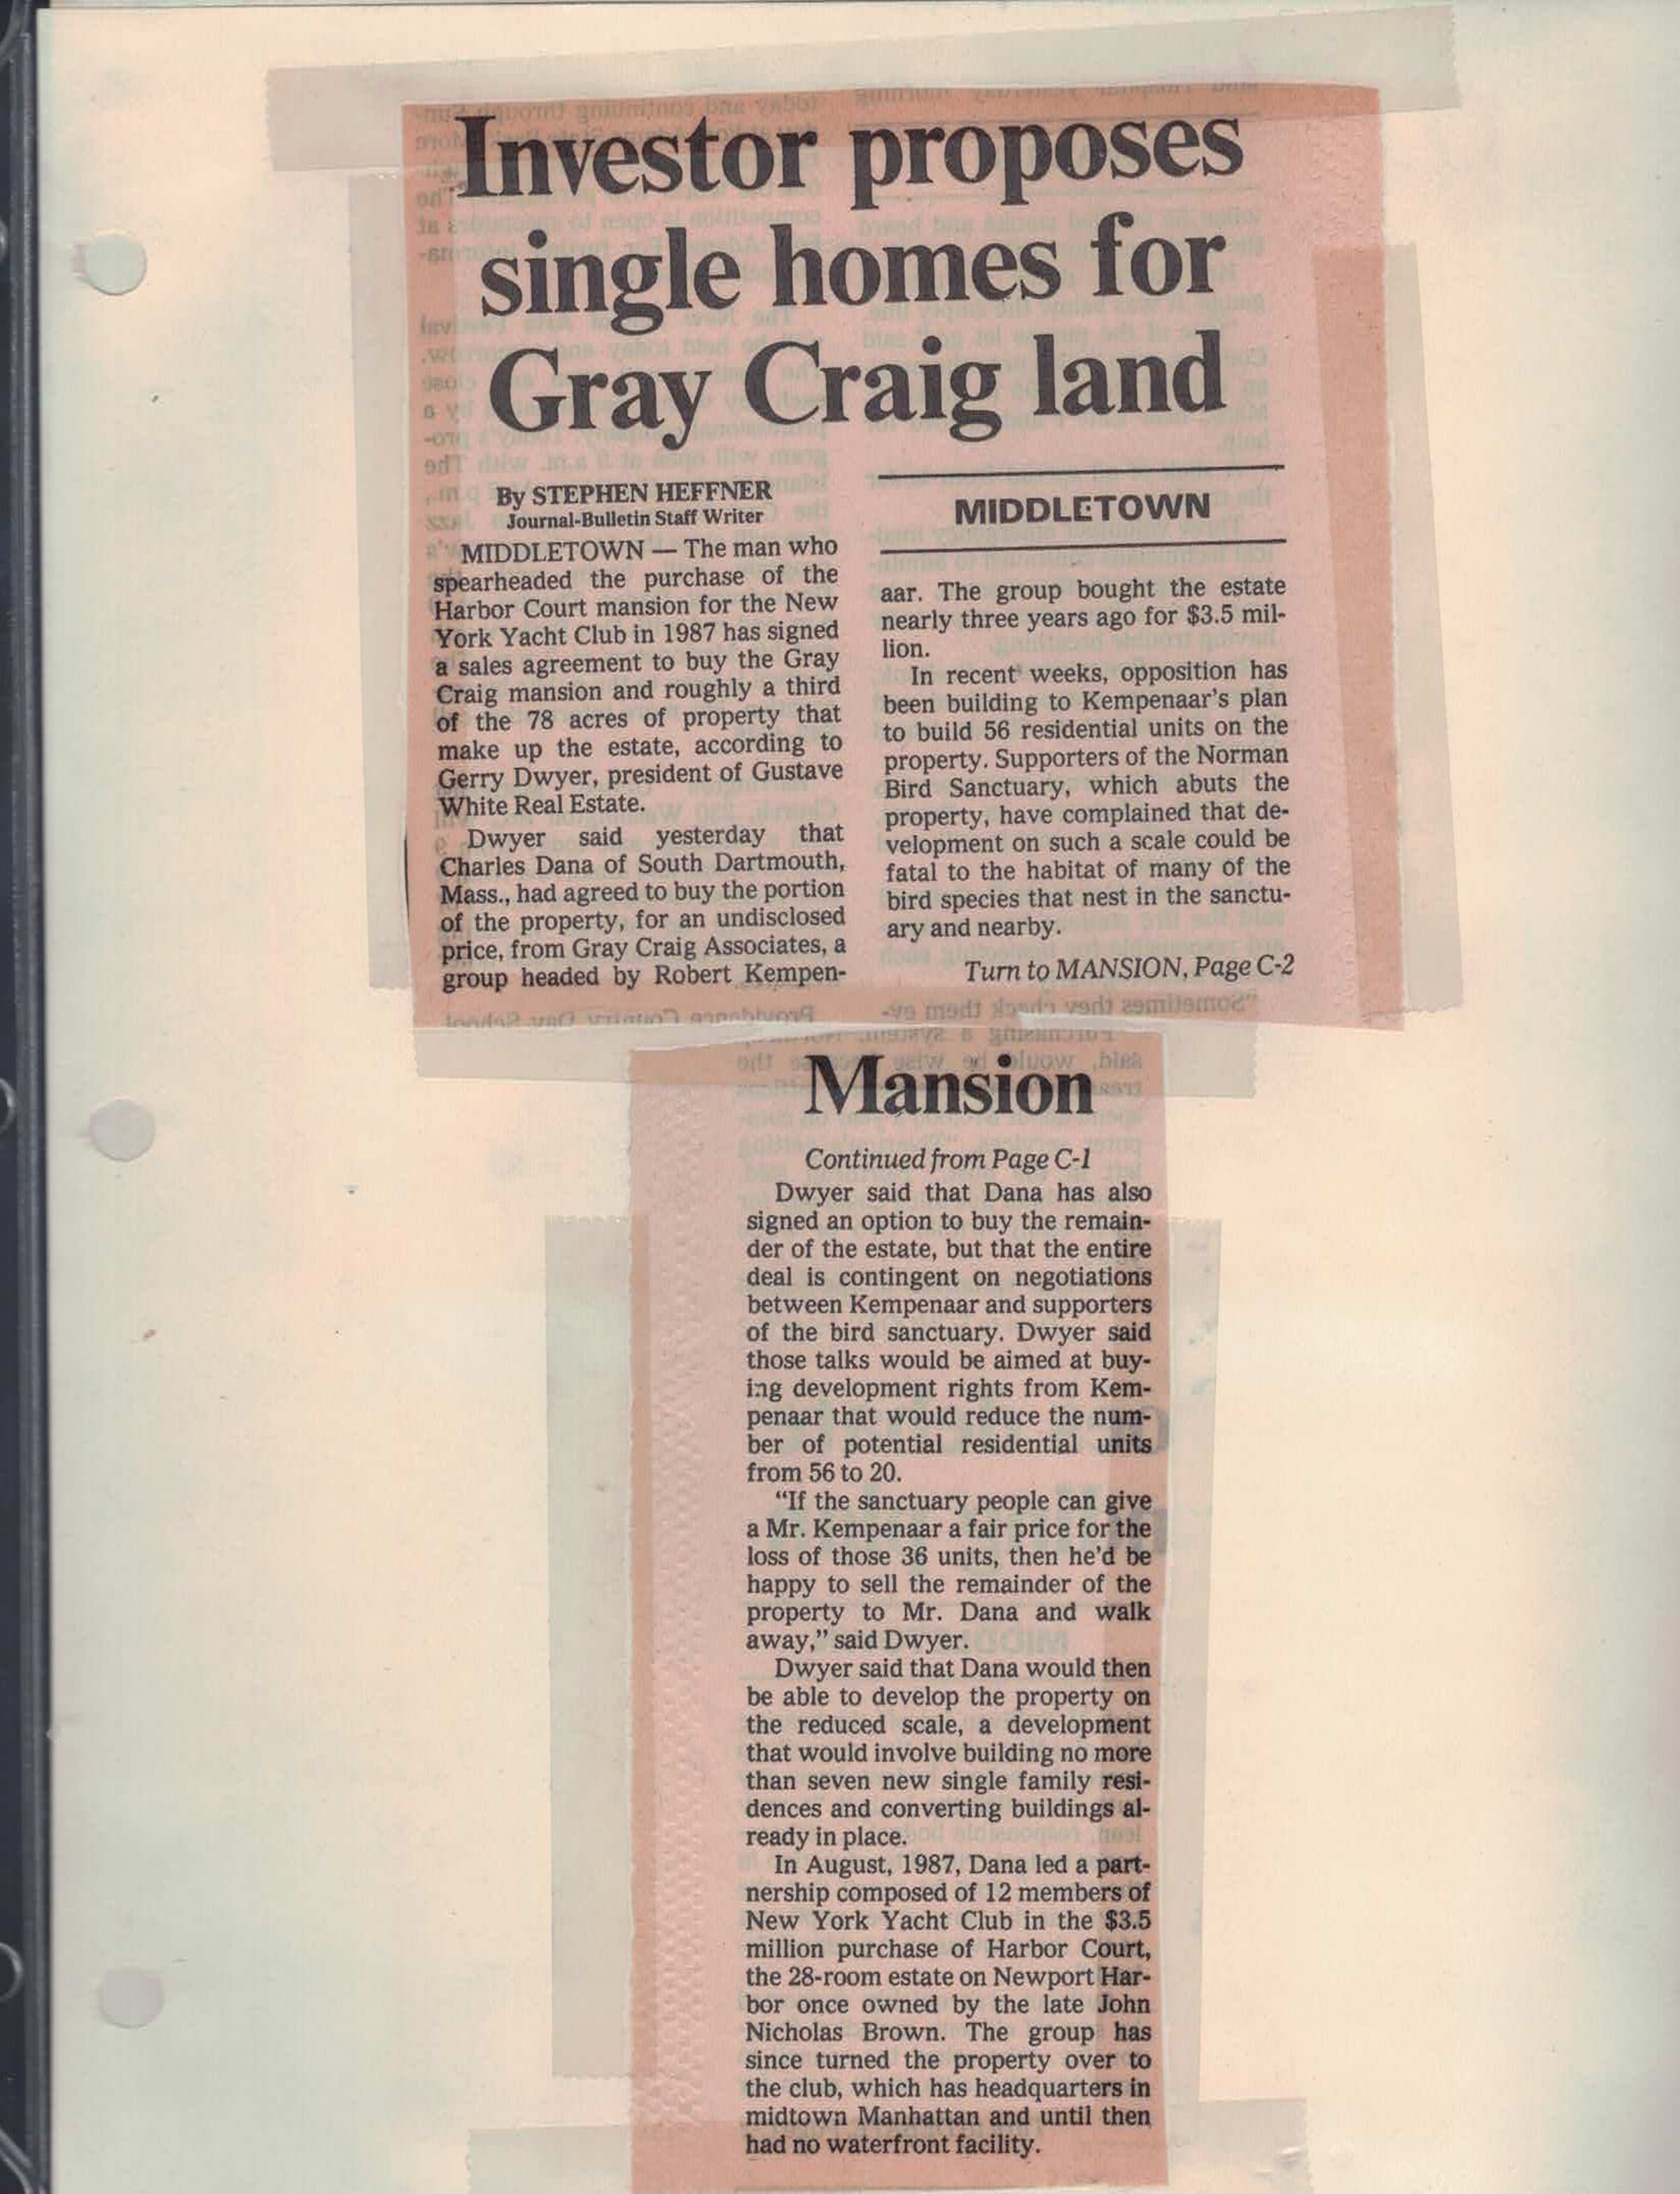 Investor proposes
single homes for
Gray Craig land
By STEPHEN HEFFNER
Journal-Bulletin Staff Writer
MIDDLETOWN — The man who
spearheaded the purchase of the
Harbor Court mansion for the New
York Yacht Club in 1987 has signed
a sales agreement to buy the Gray
Craig mansion and roughly a third
of the 78 acres of property that
make up the estate, according to
Gerry Dwyer, president of Gustave
White Real Estate.
Dwyer said yesterday that
Charles Dana of South Dartmouth,
Mass., had agreed to buy the portion
of the property, for an undisclosed
price, from Gray Craig Associates, a
group headed by Robert Kempen-
MIDDLETOWN
aar. The group bought the estate
nearly three years ago for $3.5 mil-
lion.
In recent weeks, opposition has
been building to Kempenaar's plan
to build 56 residential units on the
property. Supporters of the Norman
Bird Sanctuary, which abuts the
property, have complained that de-
velopment on such a scale could be
fatal to the habitat of many of the
bird species that nest in the sanctu-
ary and nearby.
Turn to MANSION, Page C-2
Mansion
Continued from Page C-1
Dwyer said that Dana has also
signed an option to buy the remain-
der of the estate, but that the entire
deal is contingent on negotiations
between Kempenaar and supporters
of the bird sanctuary. Dwyer said
those talks would be aimed at buy-
ing development rights from Kem-
penaar that would reduce the num-
ber of potential residential units
from 56 to 20.
"If the sanctuary people can give
a Mr. Kempenaar a fair price for the
loss of those 36 units, then he'd be
happy to sell the remainder of the
property to Mr. Dana and walk
away," said Dwyer.
Dwyer said that Dana would then
be able to develop the property on
the reduced scale, a development
that would involve building no more
than seven new single family resi-
dences and converting buildings al-
ready in place.
In August, 1987, Dana led a part-
nership composed of 12 members of
New York Yacht Club in the $3.5
million purchase of Harbor Court,
the 28-room estate on Newport Har-
bor once owned by the late John
Nicholas Brown. The group has
since turned the property over to
the club, which has headquarters in
midtown Manhattan and until then
had no waterfront facility.